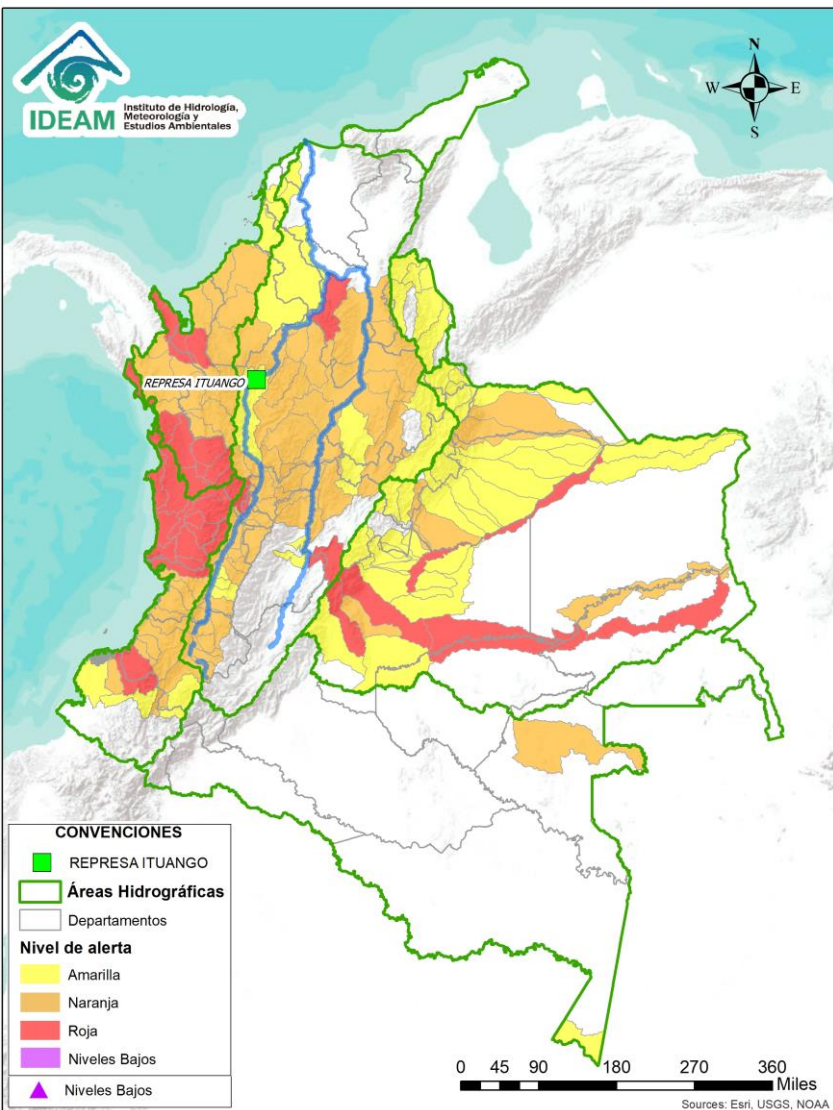 IDEAM
Instituto de Hidrología,
Meteorología y
Estudios Ambientales
N
W
E
S
REPRESA ITUANGO
CONVENCIONES
REPRESA ITUANGO
Áreas Hidrográficas
Departamentos
Nivel de alerta
Amarilla
Naranja
Roja
Niveles Bajos
Niveles Bajos
0 45 90 180 270 360
Miles
Sources: Esri, USGS, NOAA